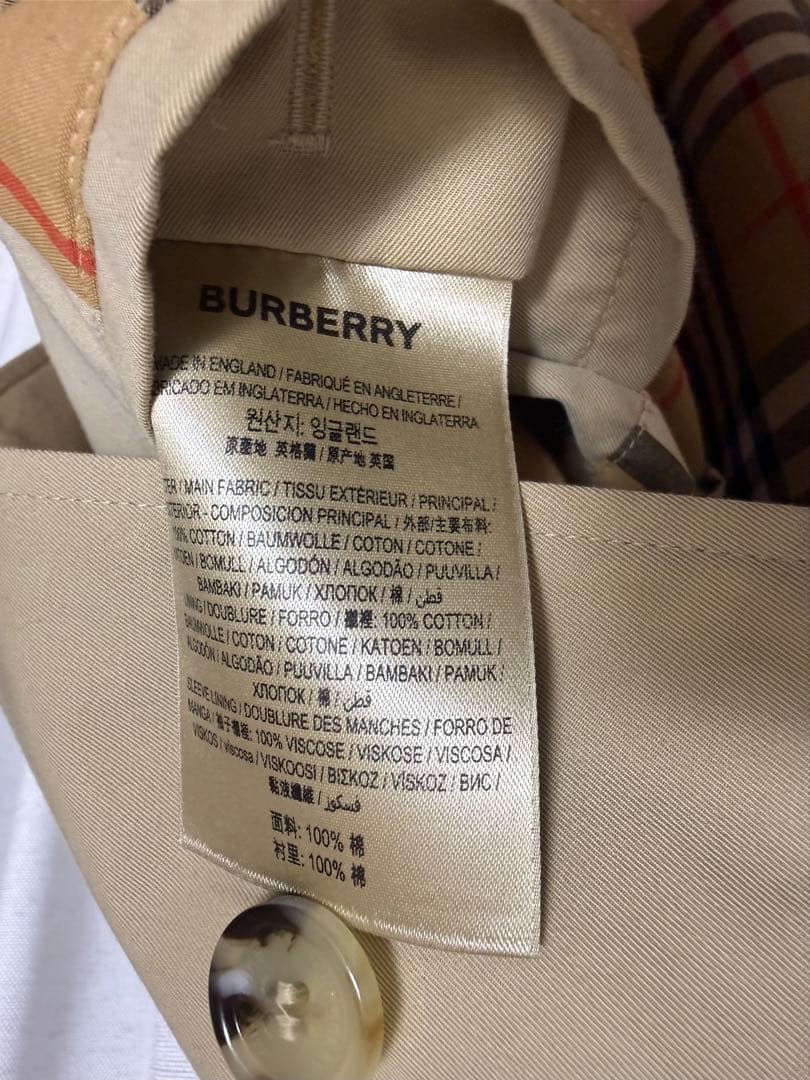 BURBERRY
MADE IN ENGLAND / FABRIQUÉ EN ANGLETERRE /
BRICADO EM INGLATERRA / HECHO EN INGLATERRA
원산지: 잉글랜드
原産地 英格蘭 / 原产地 英国
TER / MAIN FABRIC / TISSU EXTÉRIEUR / PRINCIPAL /
TERIOR - COMPOSICION PRINCIPAL / 外部/主要布料:
100% COTTON / BAUMWOLLE / COTON / COTONE /
KATOEN / BOMULL / ALGODÓN / ALGODÃO / PUUVILLA /
BAMBAKI / PAMUK / ХЛОПОК / 棉 / قطن /
LINING / DOUBLURE / FORRO / 襯裡: 100% COTTON /
BAUMWOLLE / COTON / COTONE / KATOEN / BOMULL /
ALGODÓN / ALGODÃO / PUUVILLA / BAMBAKI / PAMUK /
ХЛОПОК / 棉 / قطن /
SLEEVE LINING / DOUBLURE DES MANCHES / FORRO DE
MANGA / 袖子襯裡: 100% VISCOSE / VISKOSE / VISCOSA /
VISKOS / viscosa / VISKOOSI / ΒΙΣΚΟΖ / VİSKOZ / ВИС /
黏液纖維 / فسكوز /
面料: 100% 棉
衬里: 100% 棉